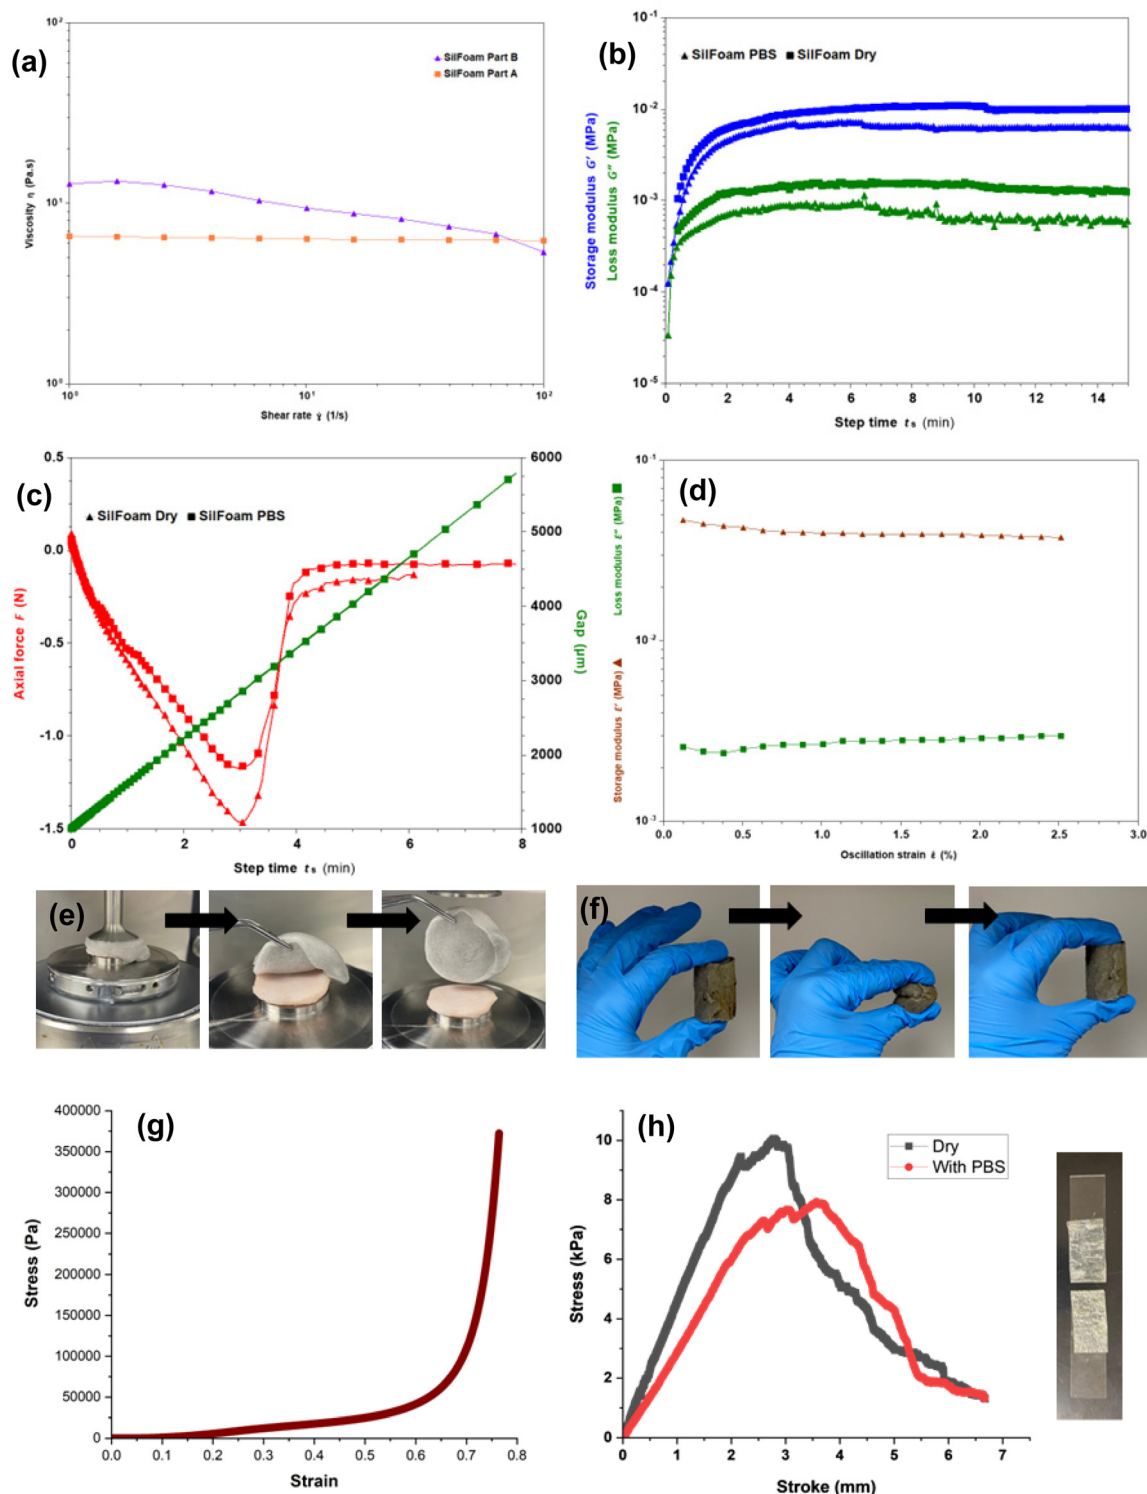 (a)
10²
10¹
10⁰
Viscosity η (Pa.s)
SilFoam Part B
SilFoam Part A
10⁰
10¹
10²
Shear rate γ̇ (1/s)
(b)
10⁻¹
10⁻²
10⁻³
10⁻⁴
10⁻⁵
Storage modulus G' (MPa)
Loss modulus G" (MPa)
SilFoam PBS
SilFoam Dry
0 2 4 6 8 10 12 14
Step time tₛ (min)
(c)
0.5
0.0
-0.5
-1.0
-1.5
Axial force F (N)
SilFoam Dry
SilFoam PBS
6000
5000
4000
3000
2000
1000
Gap (μm)
0 2 4 6 8
Step time tₛ (min)
(d)
10⁻¹
10⁻²
10⁻³
Loss modulus E" (MPa)
Storage modulus E' (MPa)
0.0 0.5 1.0 1.5 2.0 2.5 3.0
Oscillation strain ε (%)
(e)
(f)
(g)
400000
350000
300000
250000
200000
150000
100000
50000
0
Stress (Pa)
0.0 0.1 0.2 0.3 0.4 0.5 0.6 0.7 0.8
Strain
(h)
10
8
6
4
2
0
Stress (kPa)
Dry
With PBS
0 1 2 3 4 5 6 7
Stroke (mm)